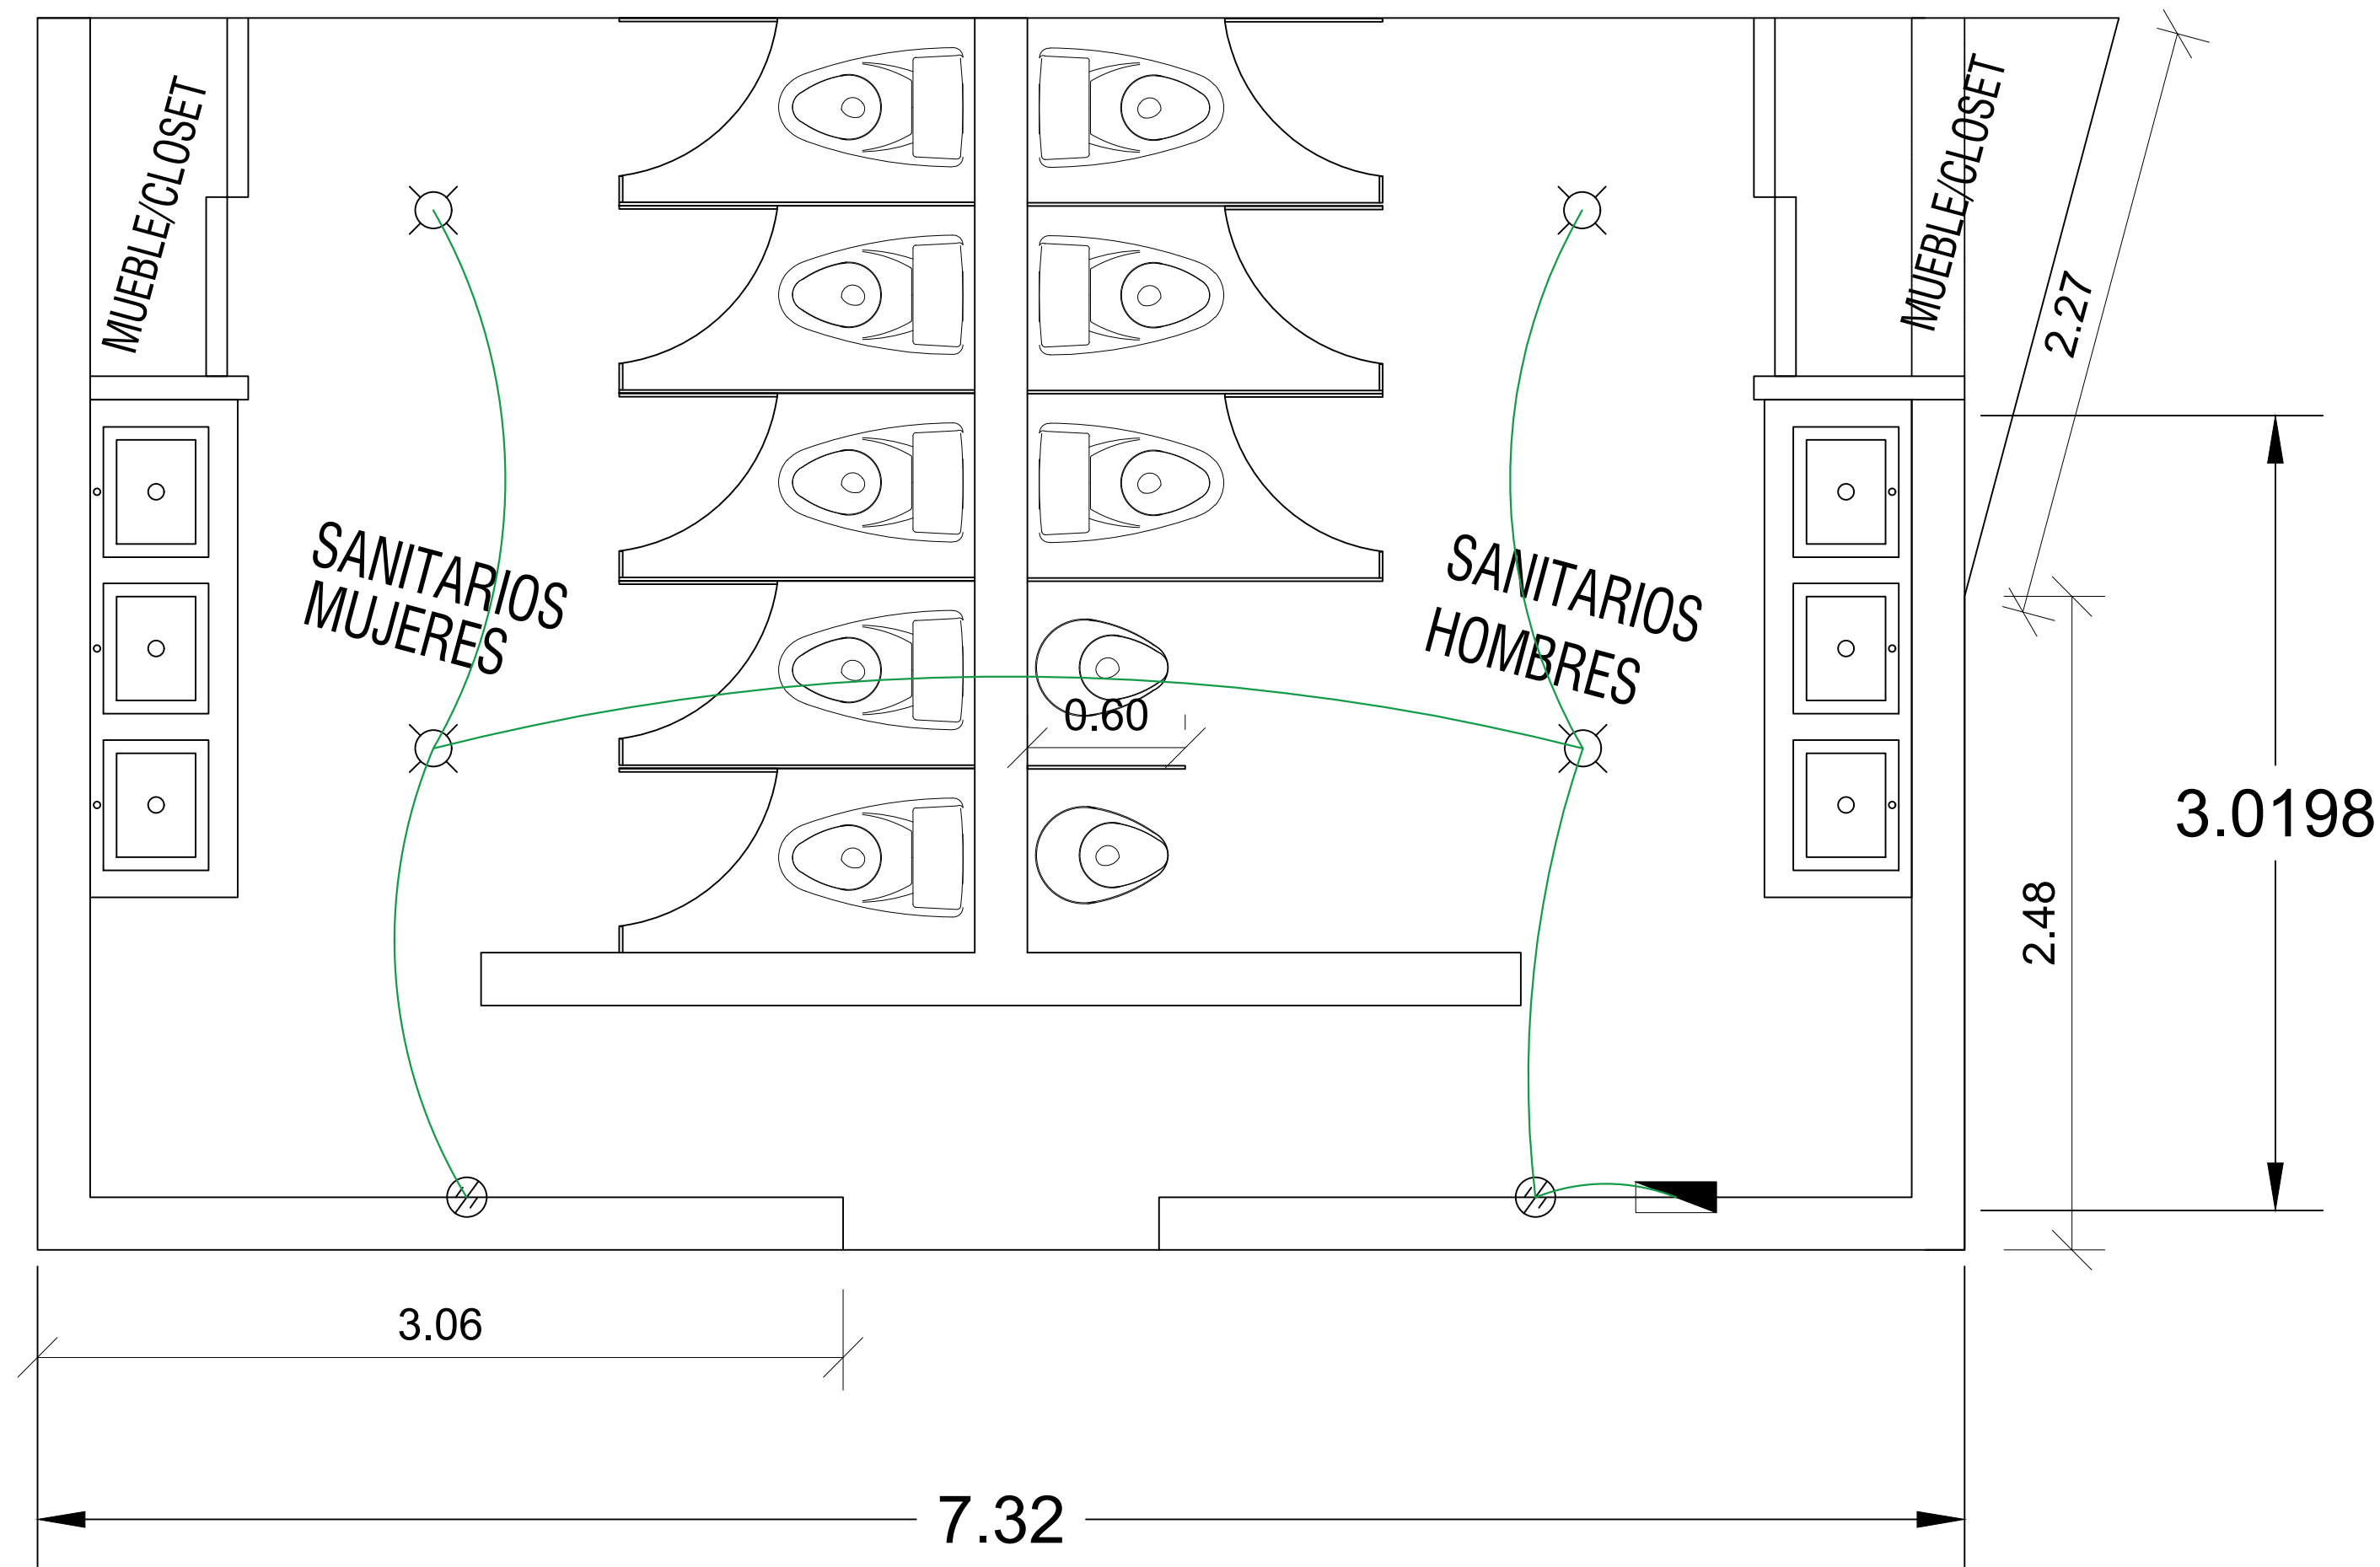 MUEBLE/CLOSET
MUEBLE/CLOSET
2.27
SANITARIOS
MUJERES
SANITARIOS
HOMBRES
0.60
3.0198
2.48
3.06
7.32